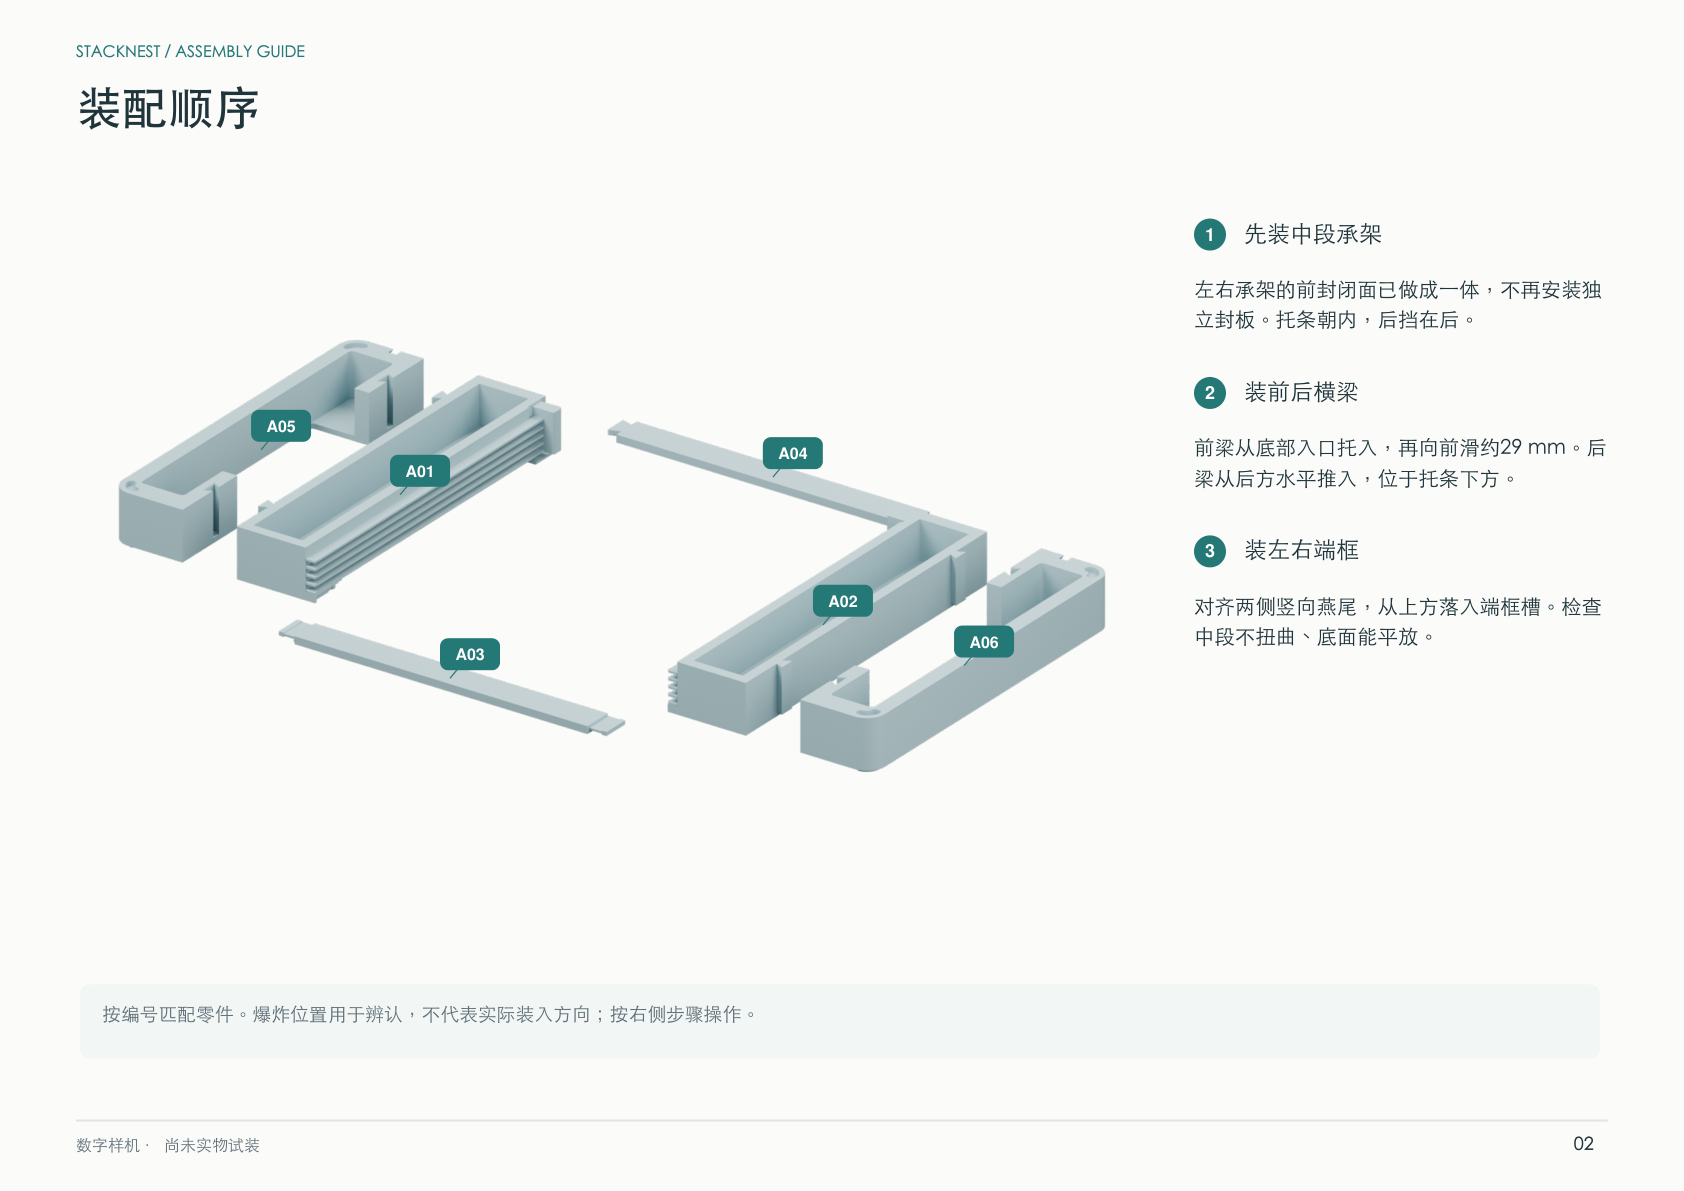 STACKNEST / ASSEMBLY GUIDE
装配顺序
A05
A01
A04
A02
A06
A03
1 先装中段承架
左右承架的前封闭面已做成一体，不再安装独
立封板。托条朝内，后挡在后。
2 装前后横梁
前梁从底部入口托入，再向前滑约29 mm。后
梁从后方水平推入，位于托条下方。
3 装左右端框
对齐两侧竖向燕尾，从上方落入端框槽。检查
中段不扭曲、底面能平放。
按编号匹配零件。爆炸位置用于辨认，不代表实际装入方向；按右侧步骤操作。
数字样机 · 尚未实物试装
02